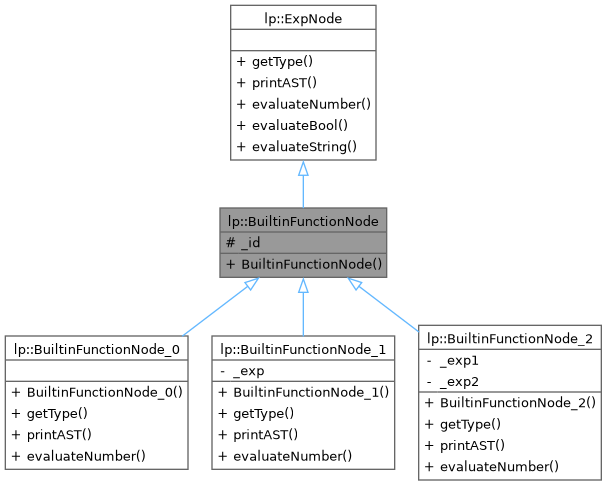 lp::ExpNode
+ getType()
+ printAST()
+ evaluateNumber()
+ evaluateBool()
+ evaluateString()
lp::BuiltinFunctionNode
# _id
+ BuiltinFunctionNode()
lp::BuiltinFunctionNode_0
+ BuiltinFunctionNode_0()
+ getType()
+ printAST()
+ evaluateNumber()
lp::BuiltinFunctionNode_1
- _exp
+ BuiltinFunctionNode_1()
+ getType()
+ printAST()
+ evaluateNumber()
lp::BuiltinFunctionNode_2
- _exp1
- _exp2
+ BuiltinFunctionNode_2()
+ getType()
+ printAST()
+ evaluateNumber()